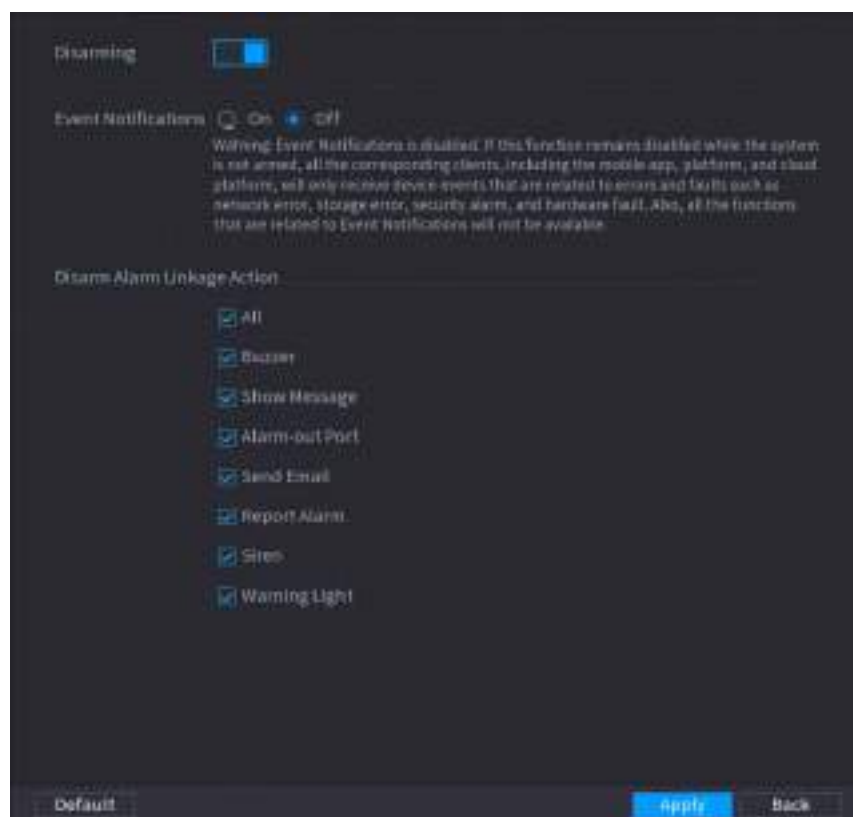 Disarming
Event Notifications On Off
Warning: Event Notifications is disabled. If this function remains disabled while the system
is not armed, all the corresponding clients, including the mobile app, platform, and cloud
platform, will only receive device events that are related to errors and faults such as
network error, storage error, security alarm, and hardware fault. Also, all the functions
that are related to Event Notifications will not be available.
Disarm Alarm Linkage Action
All
Buzzer
Show Message
Alarm-out Port
Send Email
Report Alarm
Siren
Warning Light
Default Apply Back